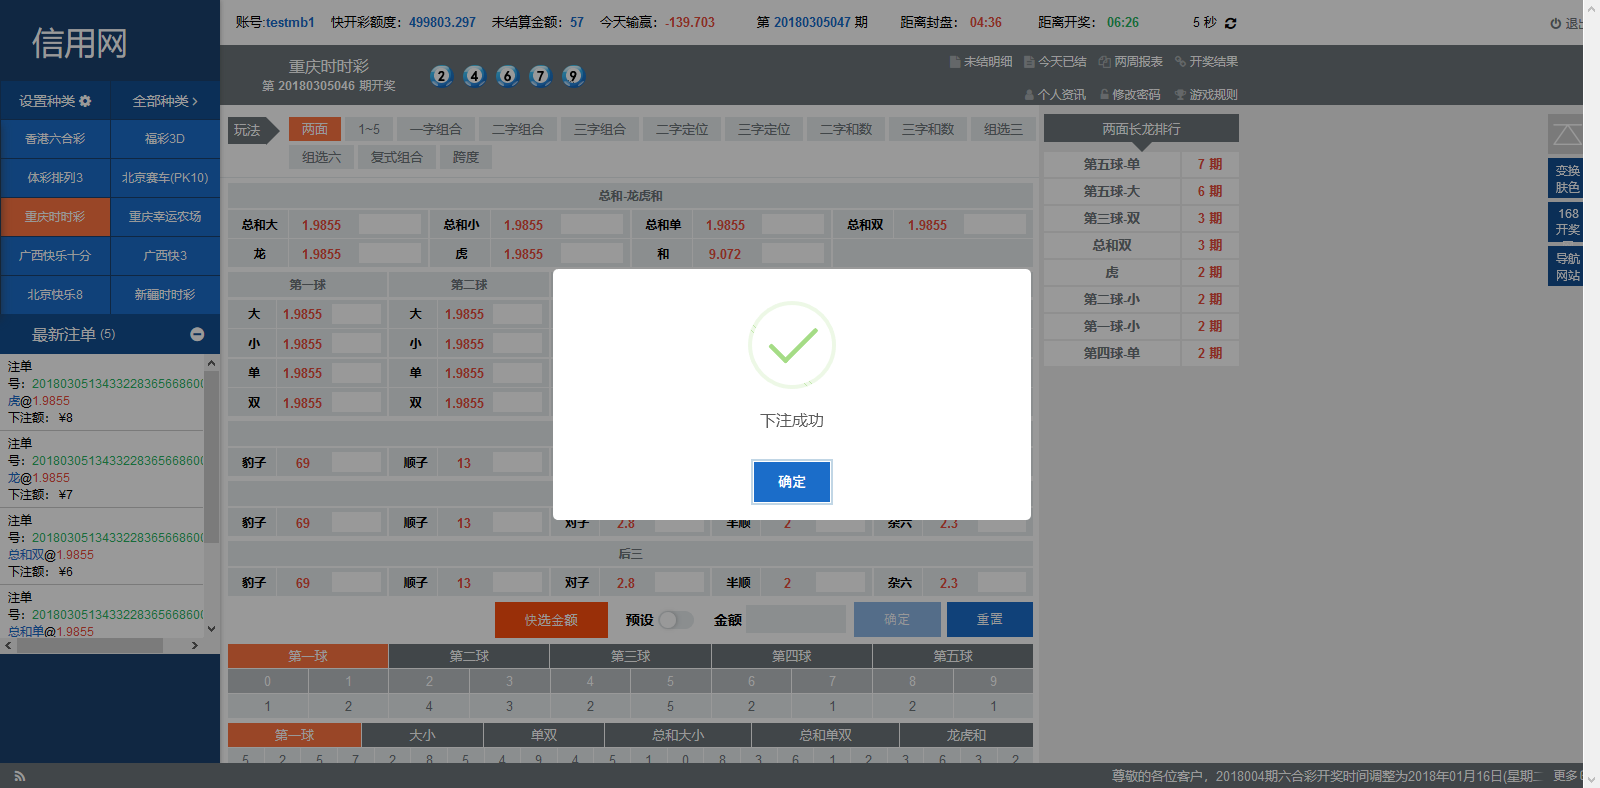 信用网
账号:testmb1 快开彩额度: 499803.297 未结算金额: 57 今天输赢: -139.703 第 20180305047 期 距离封盘: 04:36 距离开奖: 06:26 5 秒 退出
重庆时时彩
第 20180305046 期开奖
2 4 6 7 9
未结明细 今天已结 两周报表 开奖结果
个人资讯 修改密码 游戏规则
设置种类 全部种类
香港六合彩 福彩3D
体彩排列3 北京赛车(PK10)
重庆时时彩 重庆幸运农场
广西快乐十分 广西快3
北京快乐8 新疆时时彩
最新注单 (5)
注单
号: 2018030513433228365668600
虎@1.9855
下注额: ¥8
注单
号: 2018030513433228365668600
龙@1.9855
下注额: ¥7
注单
号: 2018030513433228365668600
总和双@1.9855
下注额: ¥6
注单
号: 2018030513433228365668600
总和单@1.9855
玩法 两面 1~5 一字组合 二字组合 三字组合 二字定位 三字定位 二字和数 三字和数 组选三
组选六 复式组合 跨度
总和-龙虎和
总和大 1.9855 总和小 1.9855 总和单 1.9855 总和双 1.9855
龙 1.9855 虎 1.9855 和 9.072
第一球 第二球
大 1.9855 大 1.9855
小 1.9855 小 1.9855
单 1.9855 单 1.9855
双 1.9855 双 1.9855
豹子 69 顺子 13
豹子 69 顺子 13 对子 2.8 半顺 2 杂六 2.3
后三
豹子 69 顺子 13 对子 2.8 半顺 2 杂六 2.3
下注成功
确定
快选金额 预设 金额 确定 重置
第一球 第二球 第三球 第四球 第五球
0 1 2 3 4 5 6 7 8 9
1 2 4 3 2 5 2 1 2 1
第一球 大小 单双 总和大小 总和单双 龙虎和
5 2 5 7 2 8 5 4 9 4 5 1 0 8 3 6 1 2 3 6 3 2
两面长龙排行
第五球-单 7 期
第五球-大 6 期
第三球-双 3 期
总和双 3 期
虎 2 期
第二球-小 2 期
第一球-小 2 期
第四球-单 2 期
变换
肤色
168
开奖
导航
网站
尊敬的各位客户，2018004期六合彩开奖时间调整为2018年01月16日(星期二 更多